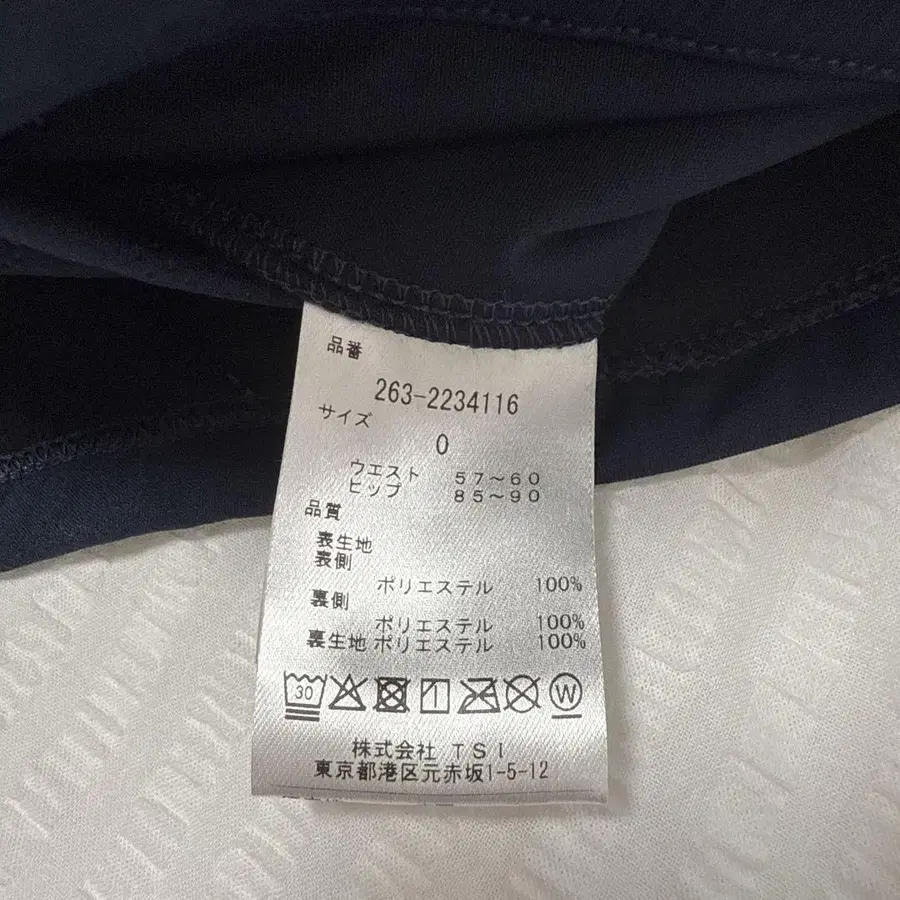 品番
263-2234116
サイズ
0
ウエスト 57～60
ヒップ 85～90
品質
表生地
表側
ポリエステル 100%
裏側
ポリエステル 100%
裏生地 ポリエステル 100%
30
W
株式会社 TSI
東京都港区元赤坂1-5-12